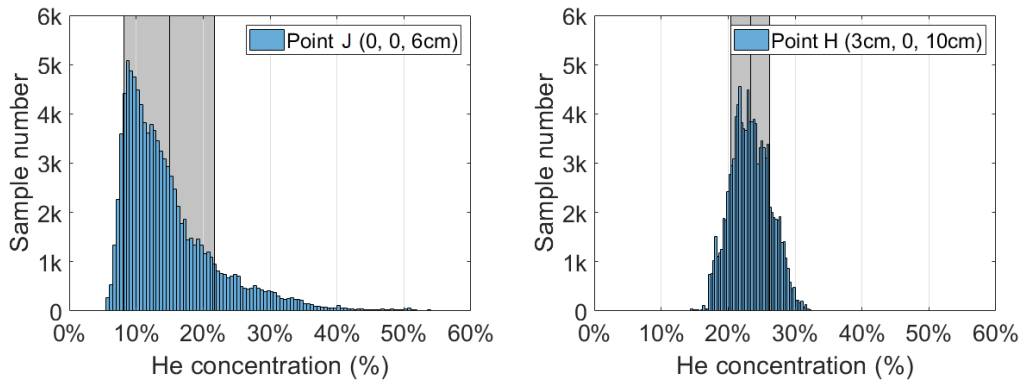 6k
5k
4k
3k
2k
1k
0
Sample number
Point J (0, 0, 6cm)
0% 10% 20% 30% 40% 50% 60%
He concentration (%)
6k
5k
4k
3k
2k
1k
0
Sample number
Point H (3cm, 0, 10cm)
0% 10% 20% 30% 40% 50% 60%
He concentration (%)